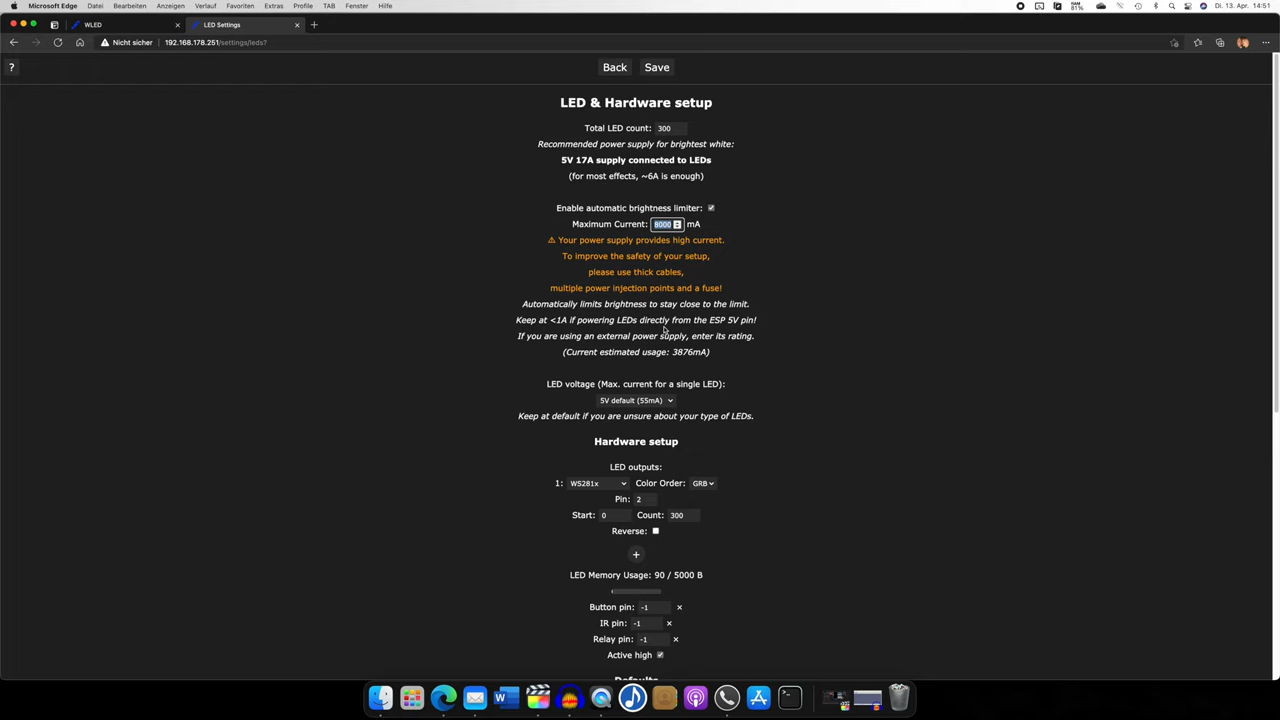 Microsoft Edge Datei Bearbeiten Ansicht Verlauf Favoriten Extras Profile TAB Fenster Hilfe RAM 81% Di. 13. Apr. 14:51
WLED LED Settings
Nicht sicher 192.168.178.251/settings/leds?
? Back Save
LED & Hardware setup
Total LED count: 300
Recommended power supply for brightest white:
5V 17A supply connected to LEDs
(for most effects, ~6A is enough)
Enable automatic brightness limiter:
Maximum Current: 8000 mA
⚠ Your power supply provides high current.
To improve the safety of your setup,
please use thick cables,
multiple power injection points and a fuse!
Automatically limits brightness to stay close to the limit.
Keep at <1A if powering LEDs directly from the ESP 5V pin!
If you are using an external power supply, enter its rating.
(Current estimated usage: 3876mA)
LED voltage (Max. current for a single LED):
5V default (55mA)
Keep at default if you are unsure about your type of LEDs.
Hardware setup
LED outputs:
1: WS281x Color Order: GRB
Pin: 2
Start: 0 Count: 300
Reverse:
+
LED Memory Usage: 90 / 5000 B
Button pin: -1 ×
IR pin: -1 ×
Relay pin: -1 ×
Active high
Defaults